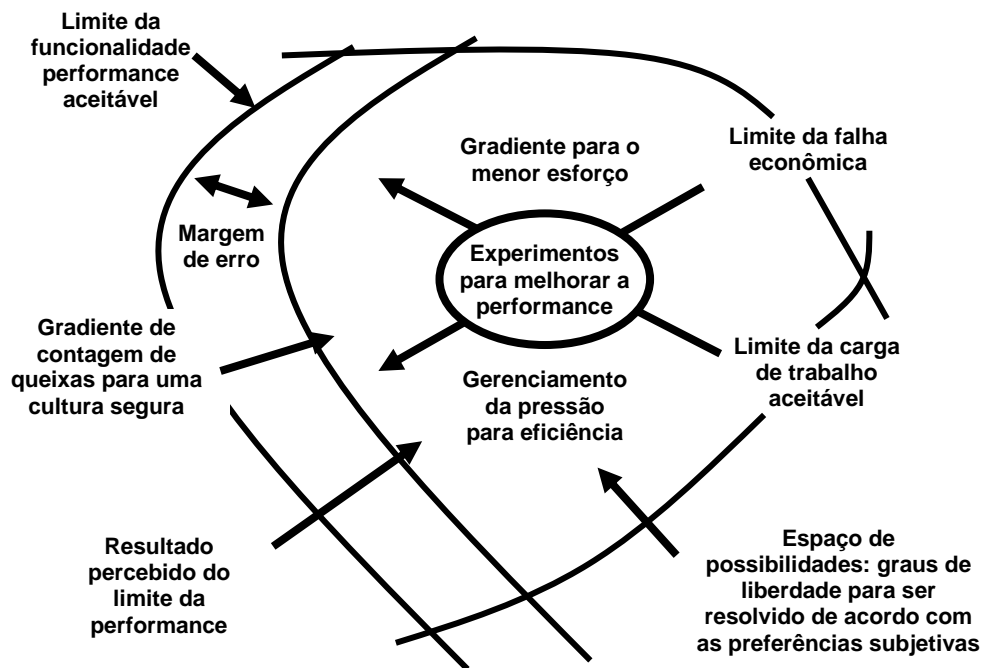 Limite da
funcionalidade
performance
aceitável
Gradiente para o
menor esforço
Limite da falha
econômica
Margem
de erro
Experimentos
para melhorar a
performance
Gradiente de
contagem de
queixas para uma
cultura segura
Limite da carga
de trabalho
aceitável
Gerenciamento
da pressão
para eficiência
Resultado
percebido do
limite da
performance
Espaço de
possibilidades: graus de
liberdade para ser
resolvido de acordo com
as preferências subjetivas